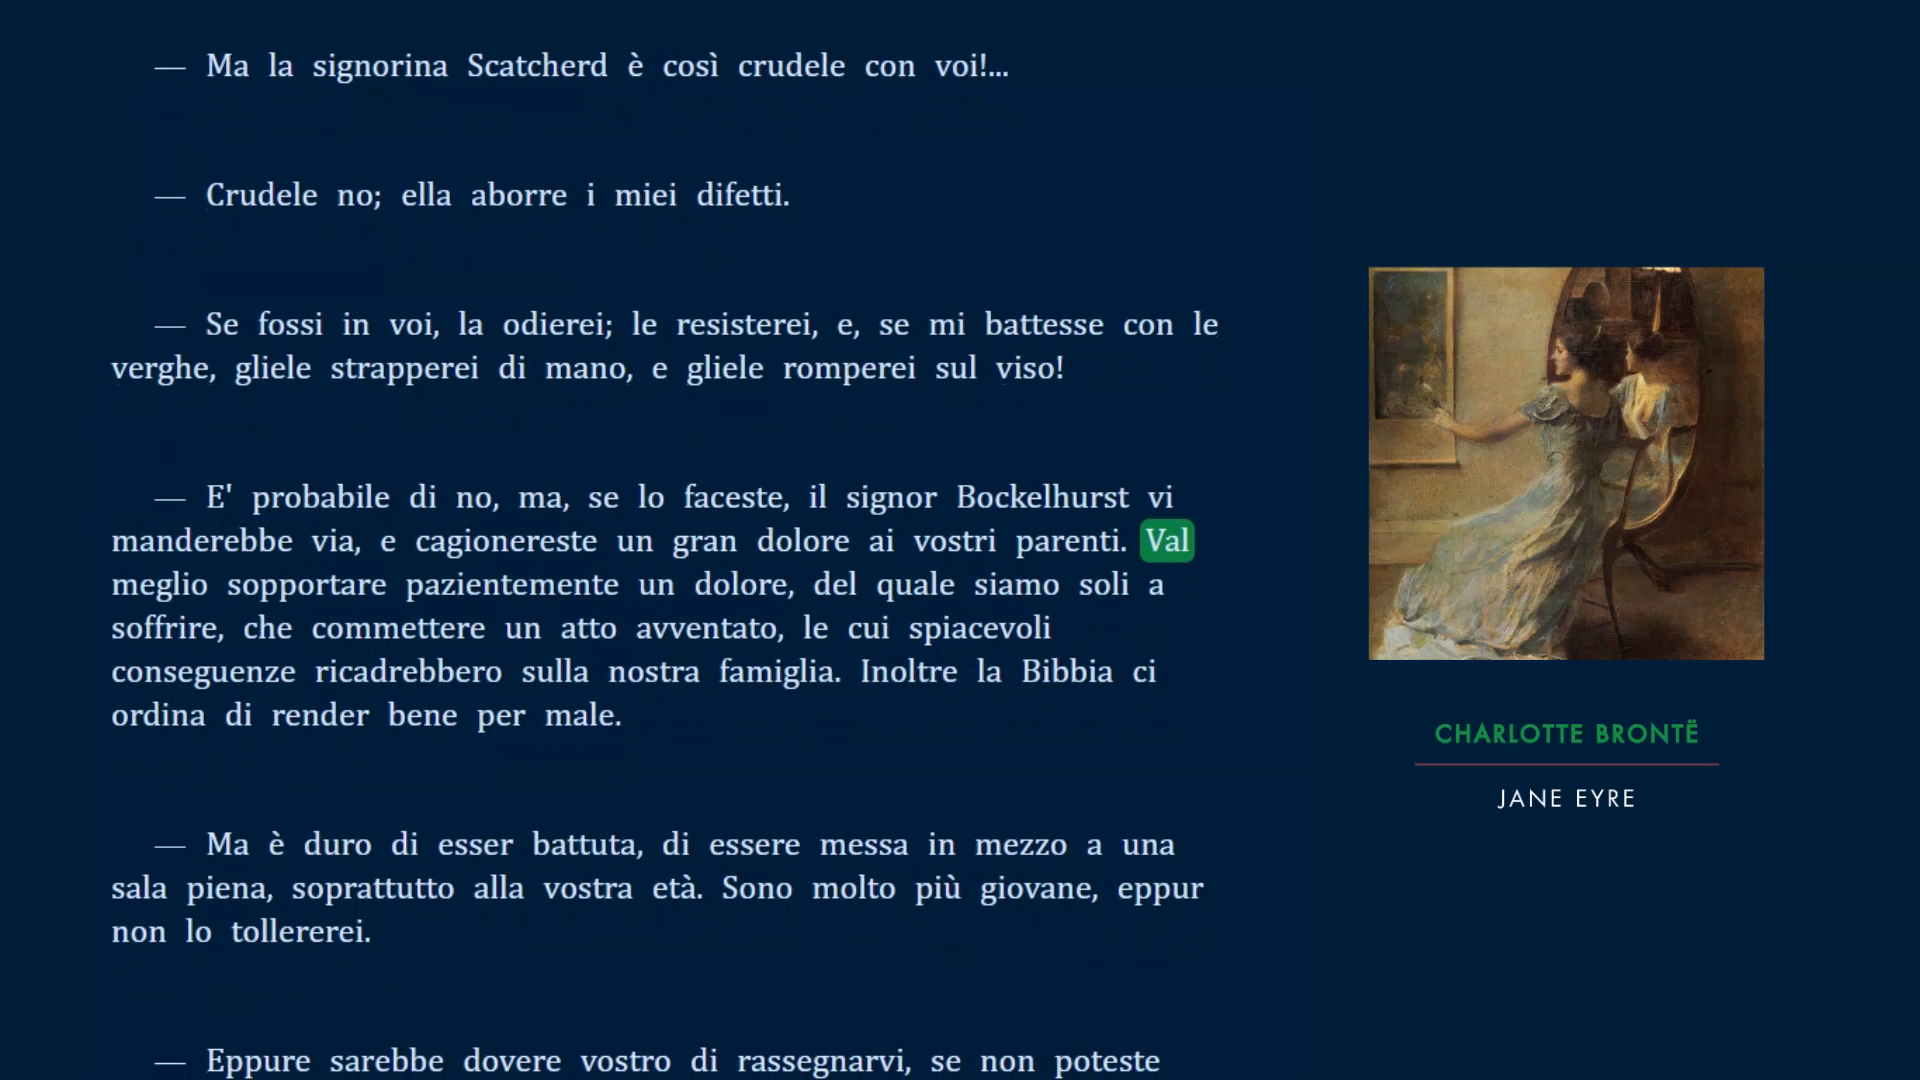 — Ma la signorina Scatcherd è così crudele con voi!...
— Crudele no; ella aborre i miei difetti.
— Se fossi in voi, la odierei; le resisterei, e, se mi battesse con le
verghe, gliele strapperei di mano, e gliele romperei sul viso!
— E' probabile di no, ma, se lo faceste, il signor Bockelhurst vi
manderebbe via, e cagionereste un gran dolore ai vostri parenti. Val
meglio sopportare pazientemente un dolore, del quale siamo soli a
soffrire, che commettere un atto avventato, le cui spiacevoli
conseguenze ricadrebbero sulla nostra famiglia. Inoltre la Bibbia ci
ordina di render bene per male.
— Ma è duro di esser battuta, di essere messa in mezzo a una
sala piena, soprattutto alla vostra età. Sono molto più giovane, eppur
non lo tollererei.
— Eppure sarebbe dovere vostro di rassegnarvi, se non poteste
CHARLOTTE BRONTË
JANE EYRE